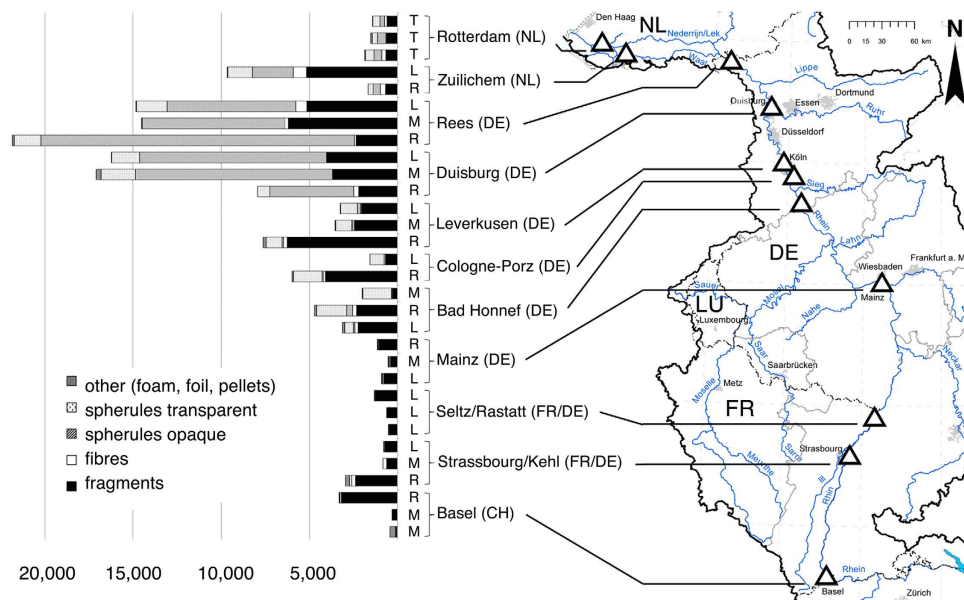 T
T
T
Rotterdam (NL)
L
R
Zuilichem (NL)
L
M
R
Rees (DE)
L
M
R
Duisburg (DE)
L
M
R
Leverkusen (DE)
L
R
Cologne-Porz (DE)
M
R
L
Bad Honnef (DE)
R
M
L
Mainz (DE)
L
L
L
Seltz/Rastatt (FR/DE)
L
M
R
Strassbourg/Kehl (FR/DE)
R
M
M
Basel (CH)
other (foam, foil, pellets)
spherules transparent
spherules opaque
fibres
fragments
20,000
15,000
10,000
5,000
Den Haag
NL
Nederrijn/Lek
Waal
0 15 30 60 km
N
Lippe
Duisburg
Essen
Dortmund
Ruhr
Düsseldorf
Köln
Sieg
Rhein
Lahn
DE
Wiesbaden
Frankfurt a. M
Mainz
Sauer
LU
Luxembourg
Mosel
Nahe
Saar
Saarbrücken
Neckar
Moselle
Metz
FR
Meurthe
Sarre
Strasbourg
Ill
Rhin
Rhein
Basel
Zürich